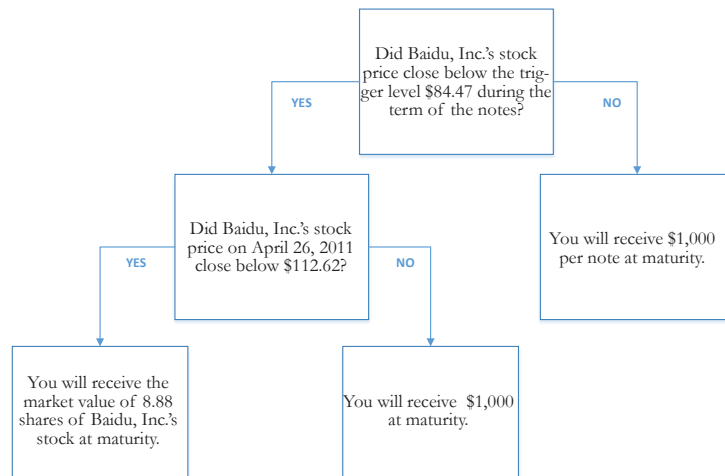 Did Baidu, Inc.'s stock
price close below the trig-
ger level $84.47 during the
term of the notes?
YES
NO
Did Baidu, Inc.'s stock
price on April 26, 2011
close below $112.62?
You will receive $1,000
per note at maturity.
YES
NO
You will receive the
market value of 8.88
shares of Baidu, Inc.'s
stock at maturity.
You will receive $1,000
at maturity.